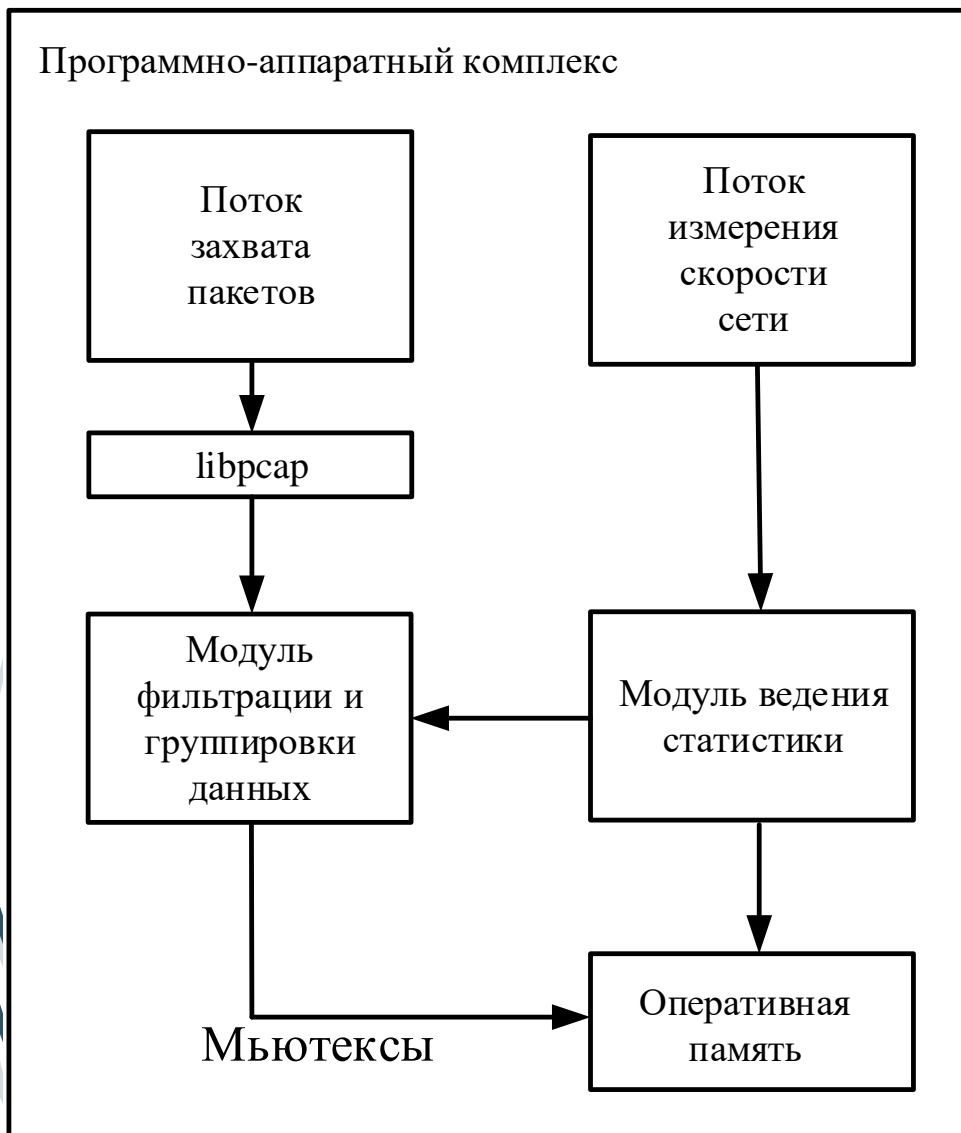 Программно-аппаратный комплекс
Поток
захвата
пакетов
Поток
измерения
скорости
сети
libpcap
Модуль
фильтрации и
группировки
данных
Модуль ведения
статистики
Мьютексы
Оперативная
память